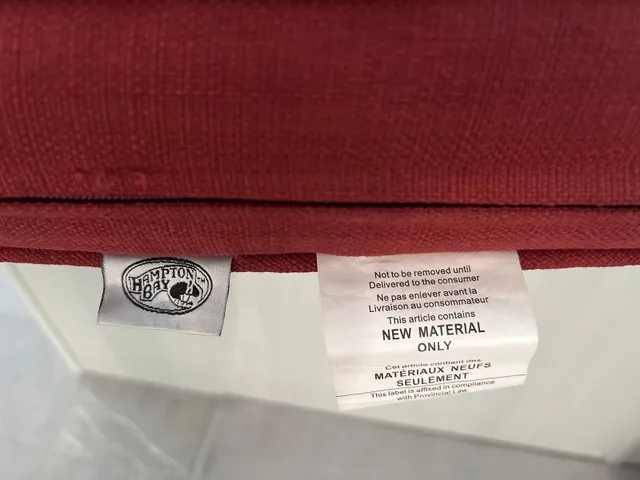 HAMPTON
BAY
TM
Not to be removed until
Delivered to the consumer
Ne pas enlever avant la
Livraison au consommateur
This article contains
NEW MATERIAL
ONLY
Cet article contient des
MATÉRIAUX NEUFS
SEULEMENT
This label is affixed in compliance
with Provincial Law